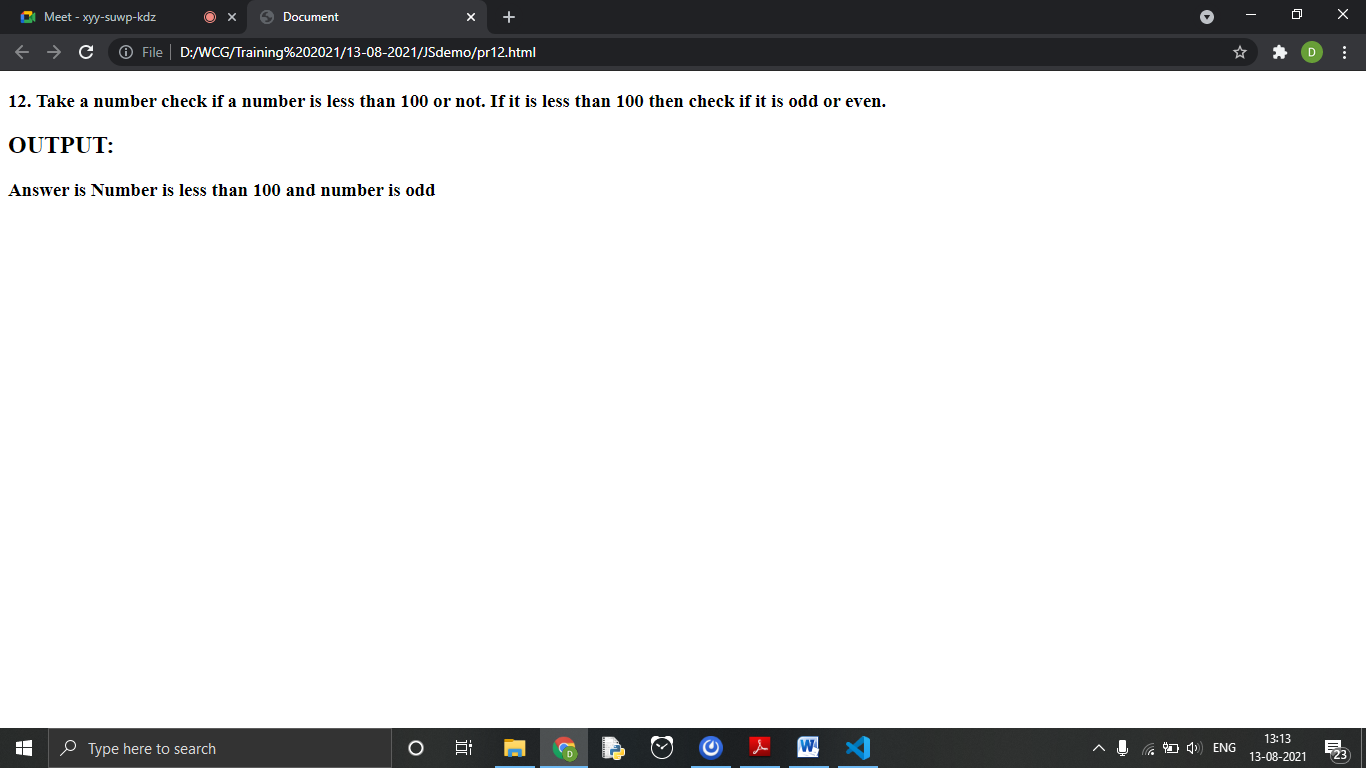 Meet - xyy-suwp-kdz
Document
File
D:/WCG/Training%202021/13-08-2021/JSdemo/pr12.html
D
12. Take a number check if a number is less than 100 or not. If it is less than 100 then check if it is odd or even.
OUTPUT:
Answer is Number is less than 100 and number is odd
Type here to search
D
W
ENG
13:13
13-08-2021
23